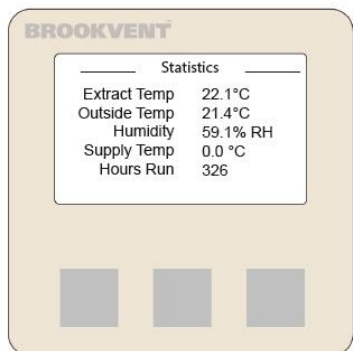 BROOKVENT
Statistics
Extract Temp 22.1°C
Outside Temp 21.4°C
Humidity 59.1% RH
Supply Temp 0.0 °C
Hours Run 326